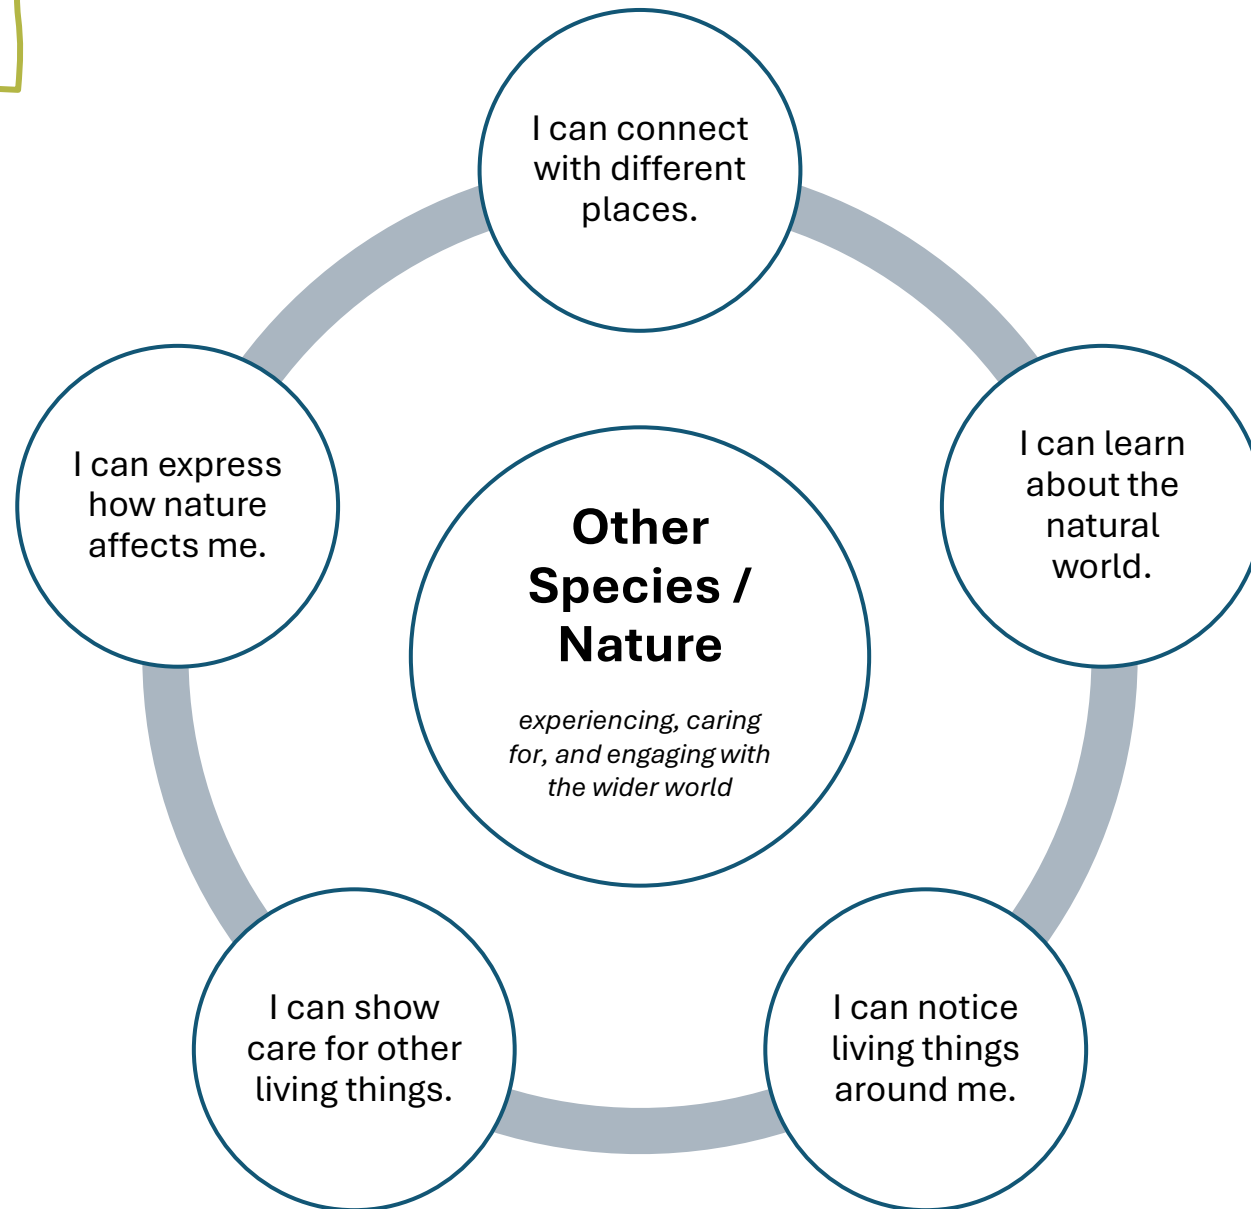 I can connect
with different
places.
I can learn
about the
natural
world.
I can notice
living things
around me.
I can show
care for other
living things.
I can express
how nature
affects me.
Other
Species /
Nature
experiencing, caring
for, and engaging with
the wider world